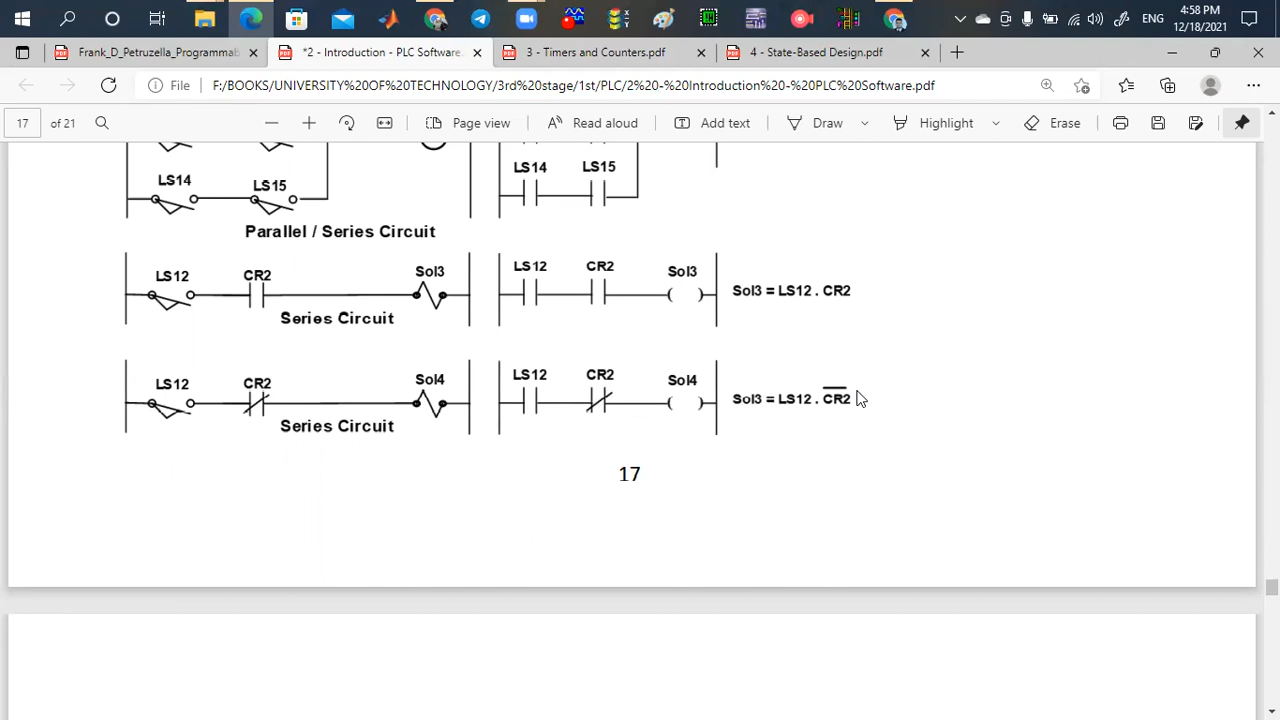 ENG
4:58 PM
12/18/2021
Frank_D_Petruzella_Programmab
*2 - Introduction - PLC Software.
3 - Timers and Counters.pdf
4 - State-Based Design.pdf
File
F:/BOOKS/UNIVERSITY%20OF%20TECHNOLOGY/3rd%20stage/1st/PLC/2%20-%20Introduction%20-%20PLC%20Software.pdf
17 of 21
Page view
Read aloud
Add text
Draw
Highlight
Erase
LS14 LS15
LS14 LS15
Parallel / Series Circuit
LS12 CR2 Sol3
LS12 CR2 Sol3
Sol3 = LS12 . CR2
Series Circuit
LS12 CR2 Sol4
LS12 CR2 Sol4
Sol3 = LS12 . C̅R̅2̅
Series Circuit
17